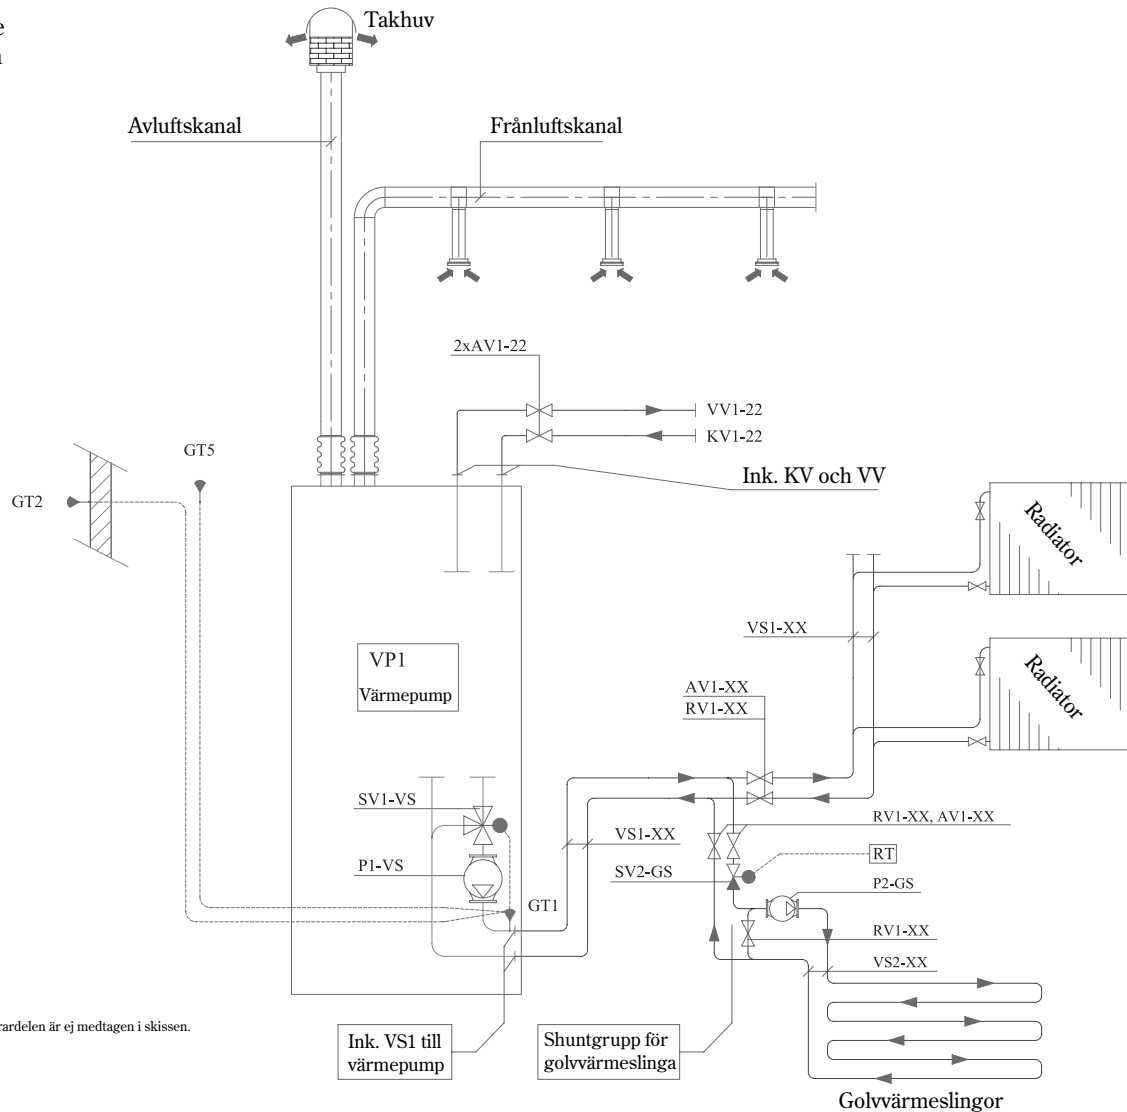 Takhuv
Avluftskanal
Frånluftskanal
2xAV1-22
VV1-22
KV1-22
GT5
GT2
Ink. KV och VV
Radiator
VS1-XX
VP1
Värmepump
Radiator
AV1-XX
RV1-XX
SV1-VS
VS1-XX
RV1-XX, AV1-XX
P1-VS
SV2-GS
RT
GT1
P2-GS
RV1-XX
VS2-XX
ardelen är ej medtagen i skissen.
Ink. VS1 till
värmepump
Shuntgrupp för
golvvärmeslinga
Golvvärmeslingor